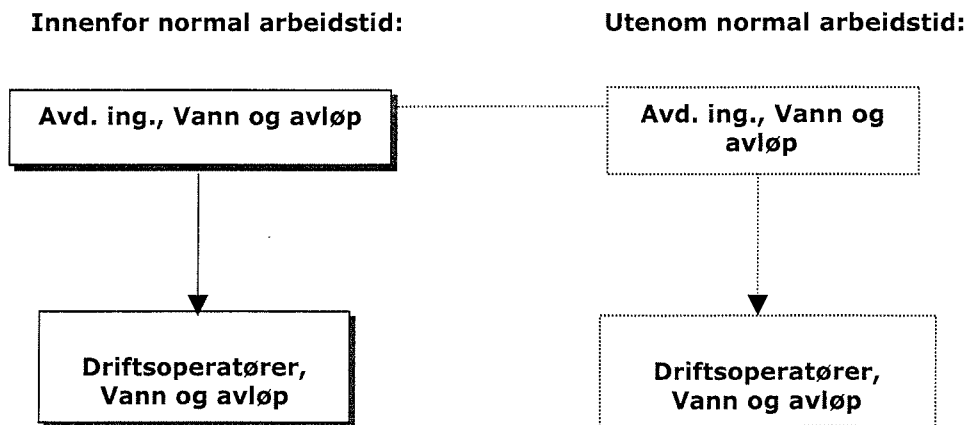 Innenfor normal arbeidstid:
Utenom normal arbeidstid:
Avd. ing., Vann og avløp
Avd. ing., Vann og
avløp
Driftsoperatører,
Vann og avløp
Driftsoperatører,
Vann og avløp